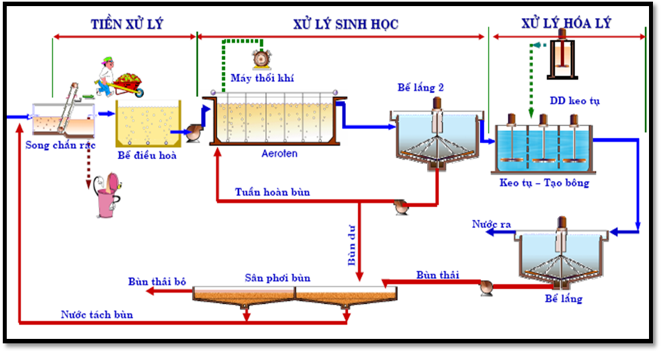 TIỀN XỬ LÝ
XỬ LÝ SINH HỌC
XỬ LÝ HÓA LÝ
Máy thổi khí
DD keo tụ
Bể lắng 2
Song chắn rác
Bể điều hoà
Aeroten
Keo tụ – Tạo bông
Tuần hoàn bùn
Nước ra
Bùn dư
Bùn thải
Bể lắng
Sân phơi bùn
Bùn thải bỏ
Nước tách bùn